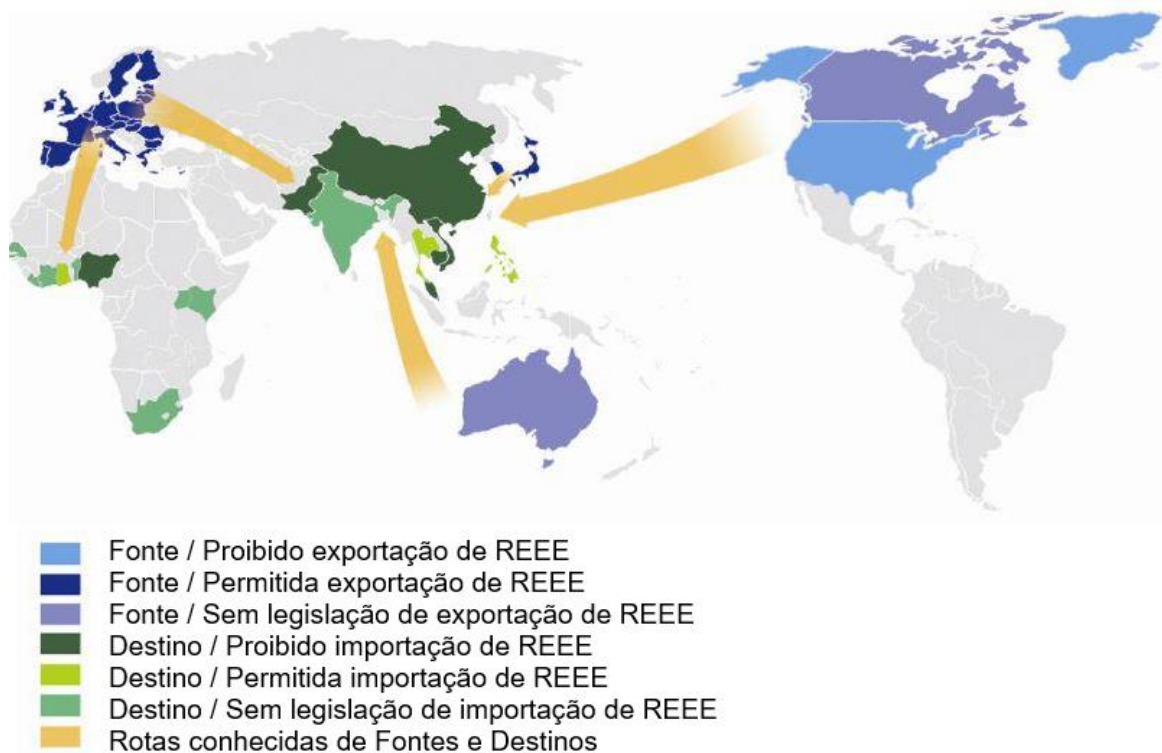 Fonte / Proibido exportação de REEE
Fonte / Permitida exportação de REEE
Fonte / Sem legislação de exportação de REEE
Destino / Proibido importação de REEE
Destino / Permitida importação de REEE
Destino / Sem legislação de importação de REEE
Rotas conhecidas de Fontes e Destinos